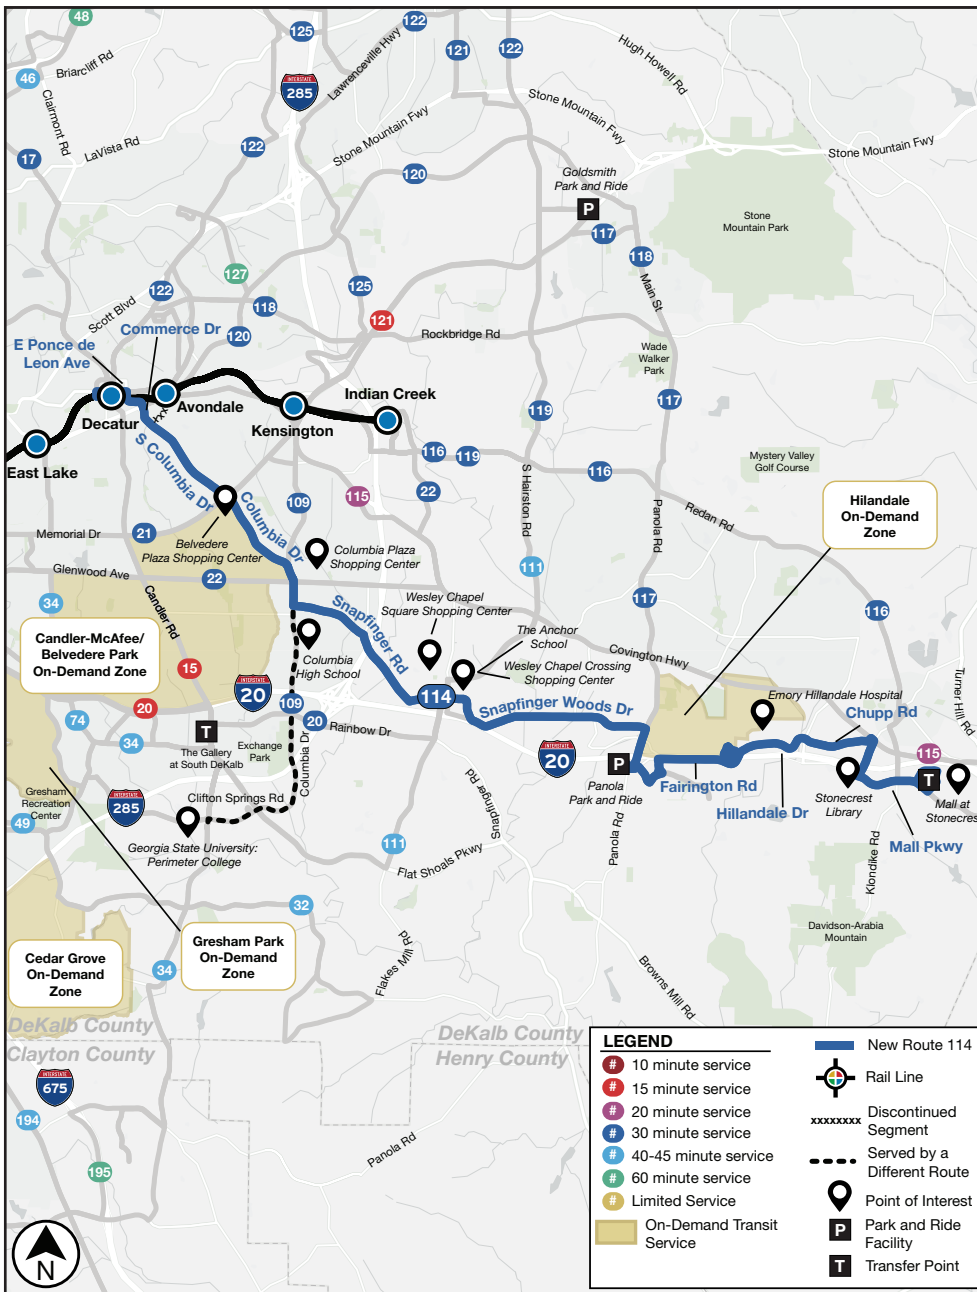 48
125
122
121
122
Hugh Howell Rd
Lawrenceville Hwy
Briarcliff Rd
46
INTERSTATE
285
Clairmont Rd
Stone Mountain Fwy
Stone Mountain Fwy
Stone Mountain Fwy
LaVista Rd
122
17
120
Goldsmith
Park and Ride
P
117
Stone
Mountain Park
118
127
125
Main St
122
118
121
Scott Blvd
Commerce Dr
120
Rockbridge Rd
E Ponce de
Leon Ave
Wade
Walker
Park
Decatur
Avondale
Indian Creek
Kensington
117
119
East Lake
S Columbia Dr
116
119
116
Mystery Valley
Golf Course
S Hairston Rd
22
Hilandale
On-Demand
Zone
115
109
Columbia Dr
Panola Rd
Redan Rd
Memorial Dr
21
Belvedere
Plaza Shopping Center
Columbia Plaza
Shopping Center
Glenwood Ave
22
111
34
Candler Rd
Snapfinger Rd
Wesley Chapel
Square Shopping Center
117
116
The Anchor
School
Candler-McAfee/
Belvedere Park
On-Demand Zone
Columbia
High School
Wesley Chapel Crossing
Shopping Center
Covington Hwy
15
INTERSTATE
20
Turner Hill Rd
Emory Hillandale Hospital
114
Snapfinger Woods Dr
Chupp Rd
20
109
74
34
T
20
Rainbow Dr
The Gallery
at South DeKalb
Exchange
Park
Columbia Dr
INTERSTATE
20
115
P
T
Panola
Park and Ride
Fairington Rd
Stonecrest
Library
Mall at
Stonecres
Gresham
Recreation
Center
INTERSTATE
285
Clifton Springs Rd
Snapfinger Rd
Hillandale Dr
49
Georgia State University:
Perimeter College
111
Panola Rd
Mall Pkwy
Klondike Rd
Flat Shoals Pkwy
32
Davidson-Arabia
Mountain
Cedar Grove
On-Demand
Zone
Gresham Park
On-Demand
Zone
34
Flakes Mill Rd
Browns Mill Rd
DeKalb County
Clayton County
DeKalb County
Henry County
INTERSTATE
675
194
Panola Rd
195
N
LEGEND
# 10 minute service
# 15 minute service
# 20 minute service
# 30 minute service
# 40-45 minute service
# 60 minute service
# Limited Service
On-Demand Transit
Service
New Route 114
Rail Line
xxxxxxxx Discontinued
Segment
Served by a
Different Route
Point of Interest
P Park and Ride
Facility
T Transfer Point